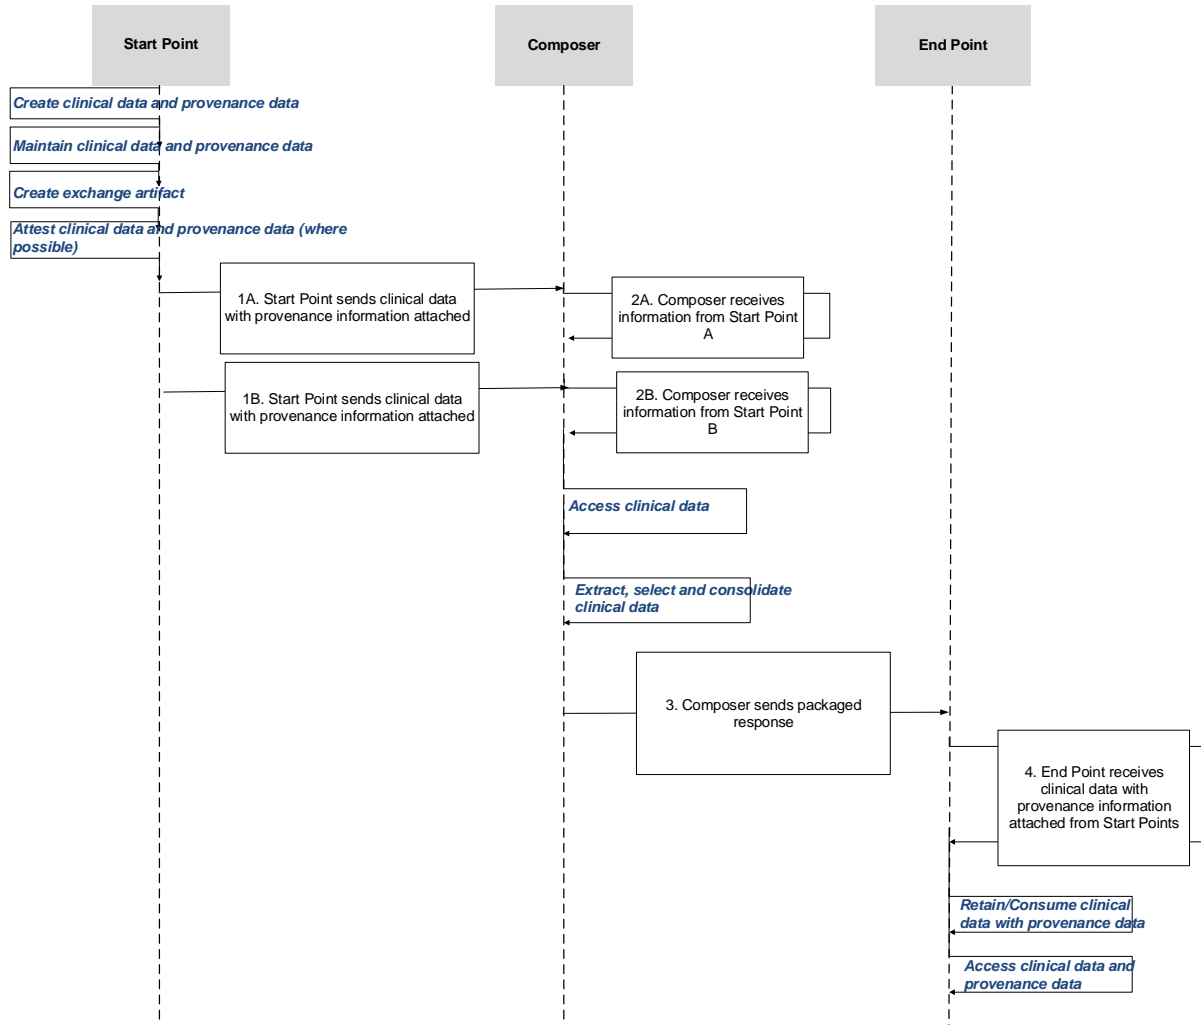 Start Point
Composer
End Point
Create clinical data and provenance data
Maintain clinical data and provenance data
Create exchange artifact
Attest clinical data and provenance data (where
possible)
1A. Start Point sends clinical data
with provenance information attached
2A. Composer receives
information from Start Point
A
1B. Start Point sends clinical data
with provenance information attached
2B. Composer receives
information from Start Point
B
Access clinical data
Extract, select and consolidate
clinical data
3. Composer sends packaged
response
4. End Point receives
clinical data with
provenance information
attached from Start Points
Retain/Consume clinical
data with provenance data
Access clinical data and
provenance data